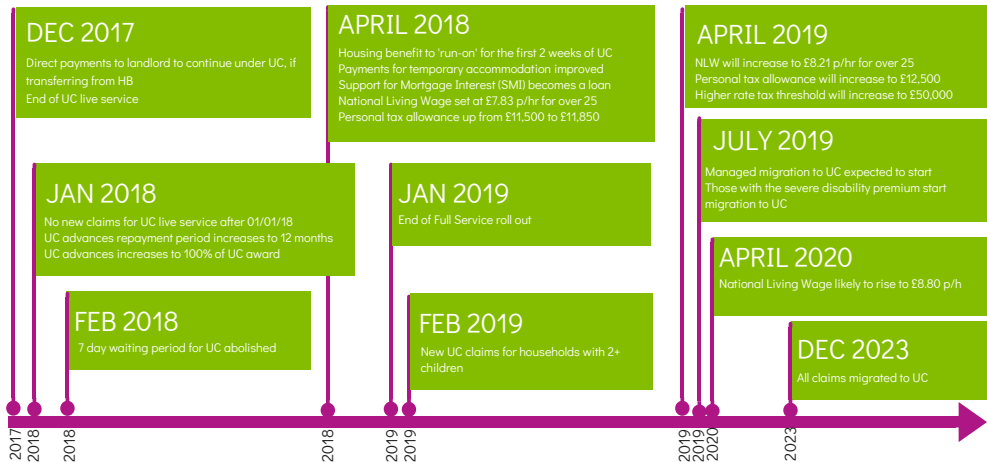 DEC 2017
Direct payments to landlord to continue under UC, if
transferring from HB
End of UC live service
JAN 2018
No new claims for UC live service after 01/01/18
UC advances repayment period increases to 12 months
UC advances increases to 100% of UC award
FEB 2018
7 day waiting period for UC abolished
APRIL 2018
Housing benefit to 'run-on' for the first 2 weeks of UC
Payments for temporary accommodation improved
Support for Mortgage Interest (SMI) becomes a loan
National Living Wage set at £7.83 p/hr for over 25
Personal tax allowance up from £11,500 to £11,850
JAN 2019
End of Full Service roll out
FEB 2019
New UC claims for households with 2+
children
APRIL 2019
NLW will increase to £8.21 p/hr for over 25
Personal tax allowance will increase to £12,500
Higher rate tax threshold will increase to £50,000
JULY 2019
Managed migration to UC expected to start
Those with the severe disability premium start
migration to UC
APRIL 2020
National Living Wage likely to rise to £8.80 p/h
DEC 2023
All claims migrated to UC
2017
2018
2018
2018
2019
2019
2019
2019
2020
2023